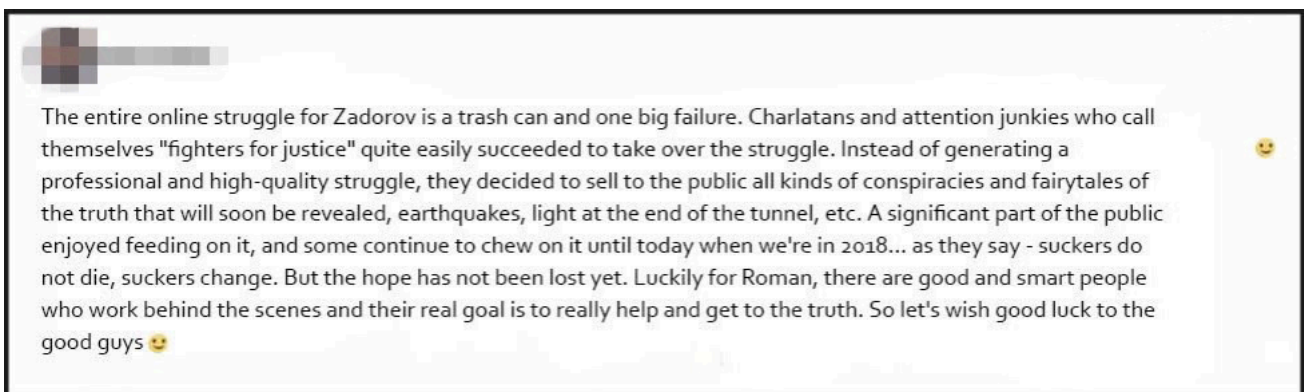 The entire online struggle for Zadorov is a trash can and one big failure. Charlatans and attention junkies who call
themselves "fighters for justice" quite easily succeeded to take over the struggle. Instead of generating a
professional and high-quality struggle, they decided to sell to the public all kinds of conspiracies and fairytales of
the truth that will soon be revealed, earthquakes, light at the end of the tunnel, etc. A significant part of the public
enjoyed feeding on it, and some continue to chew on it until today when we're in 2018... as they say - suckers do
not die, suckers change. But the hope has not been lost yet. Luckily for Roman, there are good and smart people
who work behind the scenes and their real goal is to really help and get to the truth. So let's wish good luck to the
good guys 🙂